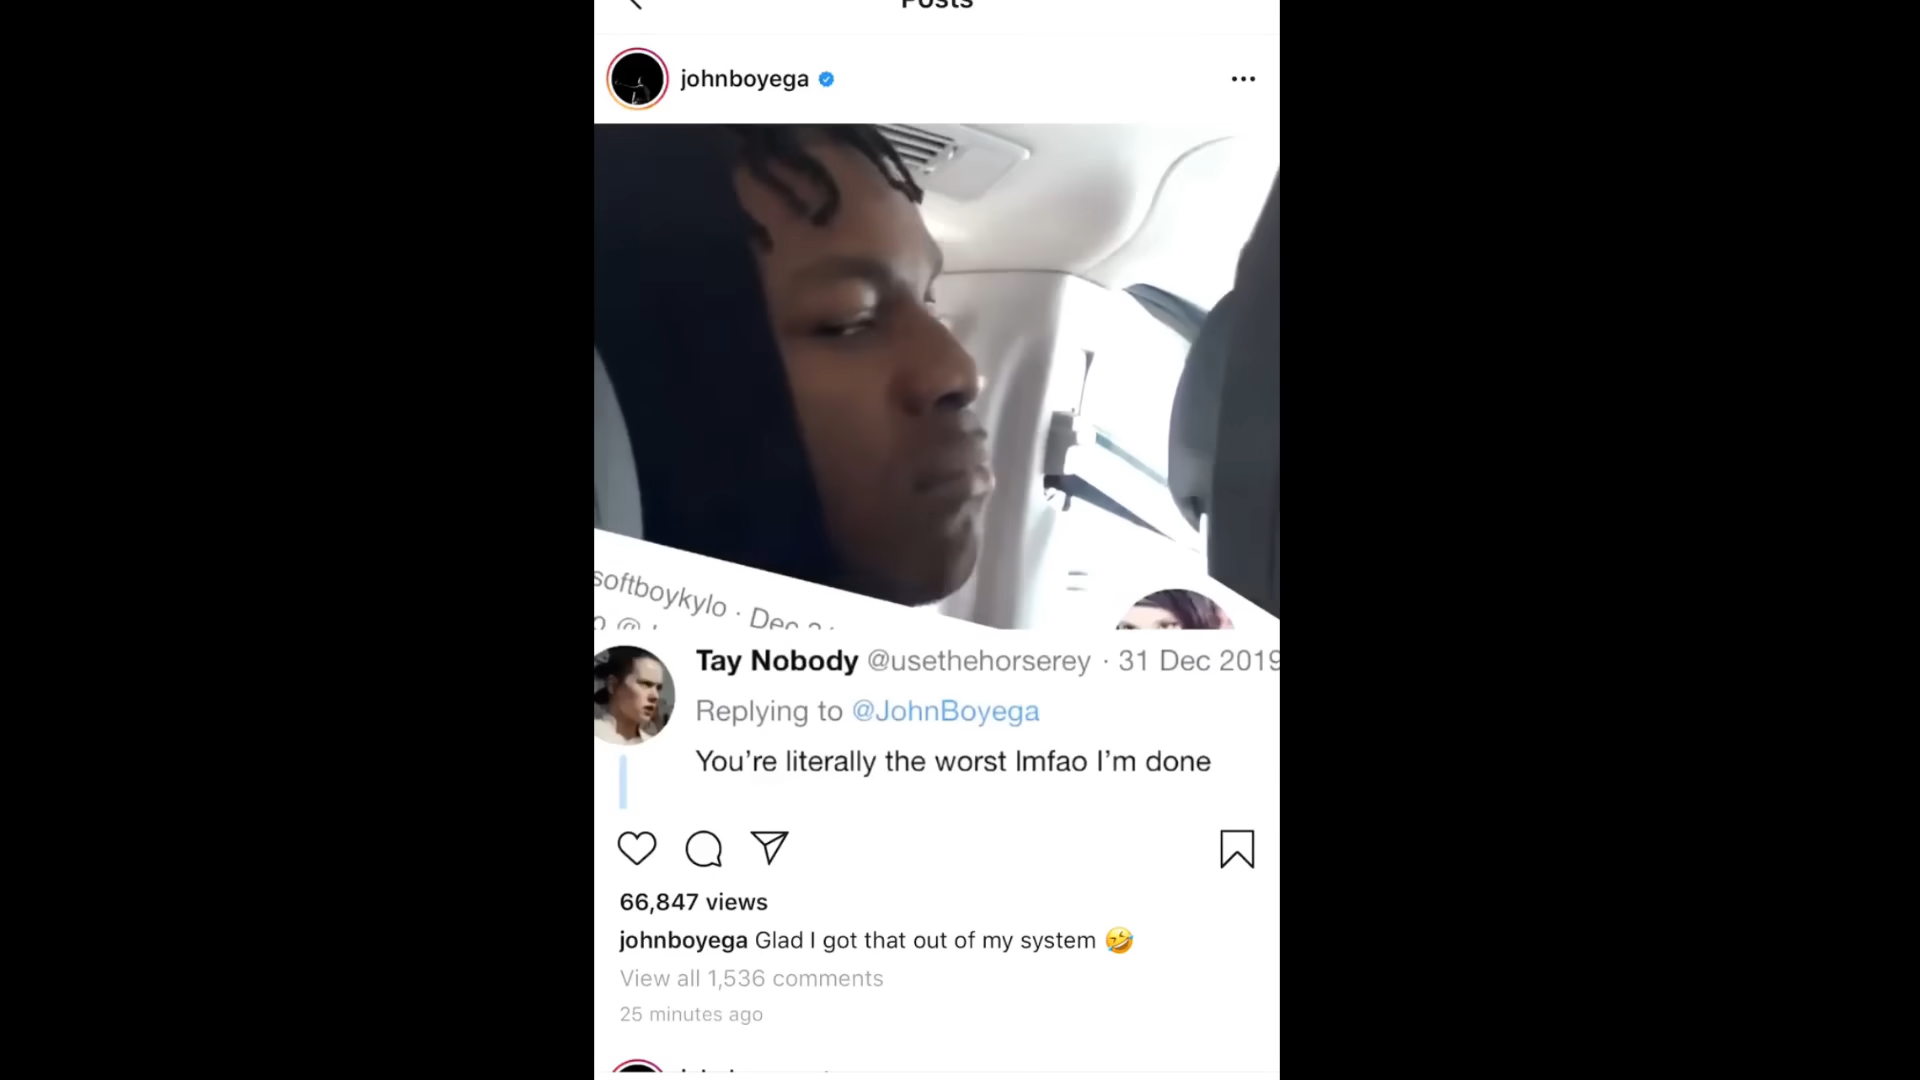 Posts
johnboyega
softboykylo · Dec
Tay Nobody @usethehorserey · 31 Dec 2019
Replying to @JohnBoyega
You're literally the worst lmfao I'm done
66,847 views
johnboyega Glad I got that out of my system 🤣
View all 1,536 comments
25 minutes ago